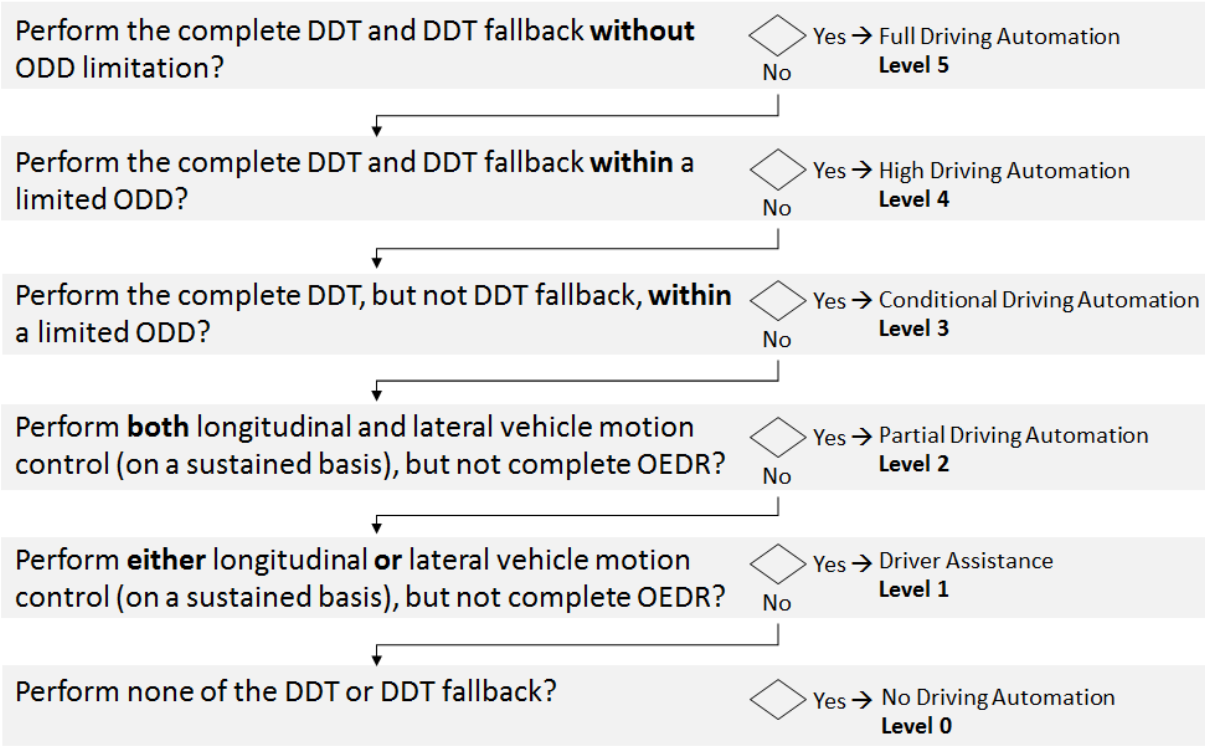 Perform the complete DDT and DDT fallback without
ODD limitation?
Yes → Full Driving Automation
Level 5
No
Perform the complete DDT and DDT fallback within a
limited ODD?
Yes → High Driving Automation
Level 4
No
Perform the complete DDT, but not DDT fallback, within
a limited ODD?
Yes → Conditional Driving Automation
Level 3
No
Perform both longitudinal and lateral vehicle motion
control (on a sustained basis), but not complete OEDR?
Yes → Partial Driving Automation
Level 2
No
Perform either longitudinal or lateral vehicle motion
control (on a sustained basis), but not complete OEDR?
Yes → Driver Assistance
Level 1
No
Perform none of the DDT or DDT fallback?
Yes → No Driving Automation
Level 0